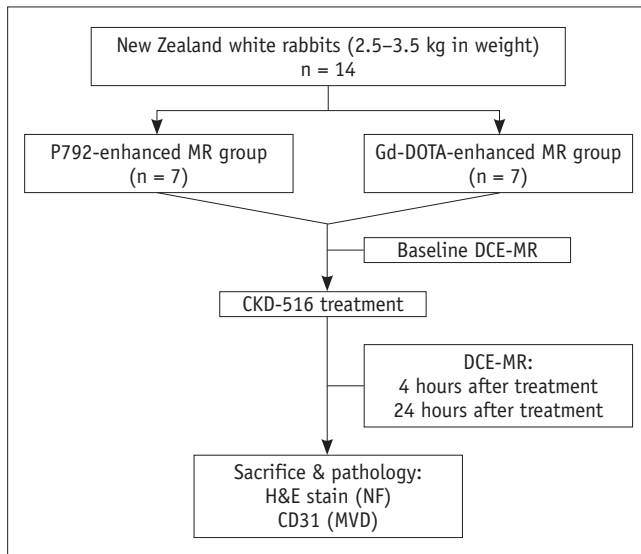 New Zealand white rabbits (2.5–3.5 kg in weight)
n = 14
P792-enhanced MR group
(n = 7)
Gd-DOTA-enhanced MR group
(n = 7)
Baseline DCE-MR
CKD-516 treatment
DCE-MR:
4 hours after treatment
24 hours after treatment
Sacrifice & pathology:
H&E stain (NF)
CD31 (MVD)